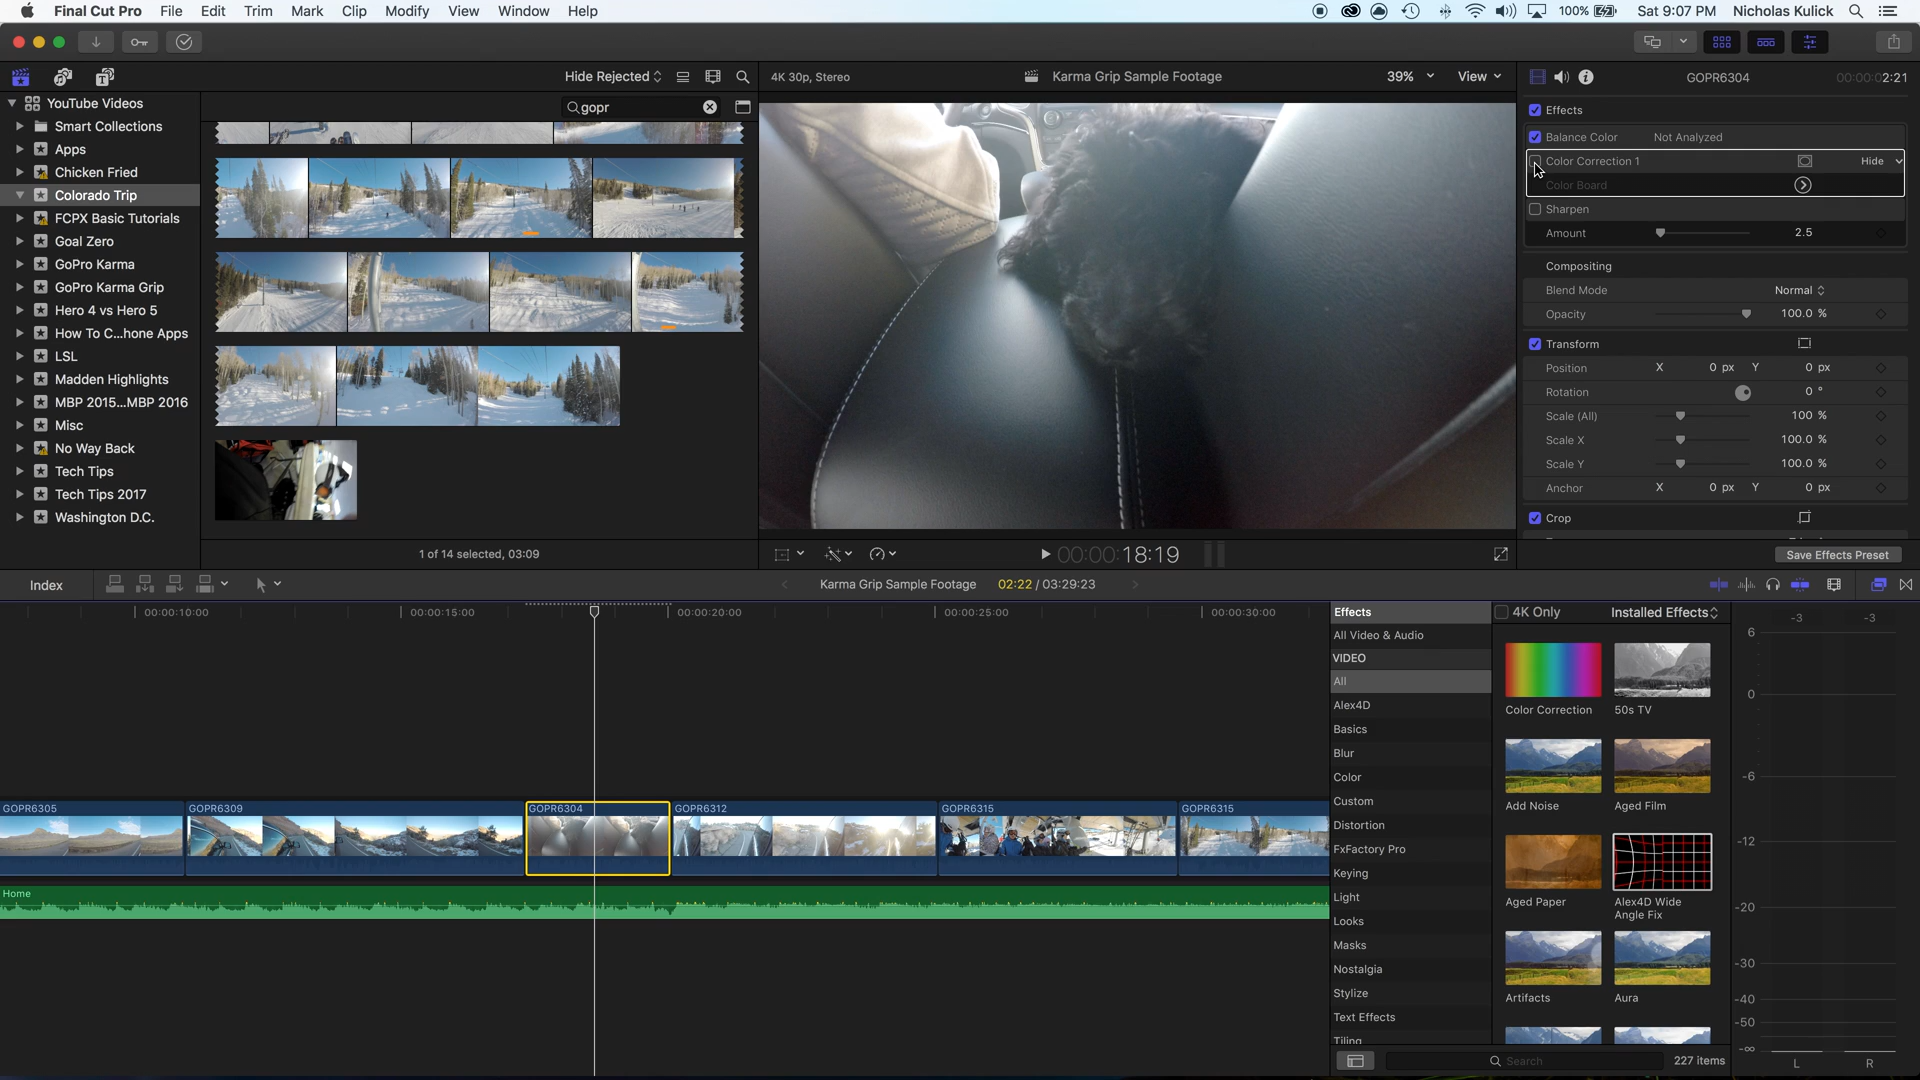 Final Cut Pro File Edit Trim Mark Clip Modify View Window Help 100% Sat 9:07 PM Nicholas Kulick
Hide Rejected 4K 30p, Stereo Karma Grip Sample Footage 39% View GOPR6304 00:00:02:21
YouTube Videos
Smart Collections
Apps
Chicken Fried
Colorado Trip
FCPX Basic Tutorials
Goal Zero
GoPro Karma
GoPro Karma Grip
Hero 4 vs Hero 5
How To C...hone Apps
LSL
Madden Highlights
MBP 2015...MBP 2016
Misc
No Way Back
Tech Tips
Tech Tips 2017
Washington D.C.
gopr
1 of 14 selected, 03:09
00:00:18:19
Effects
Balance Color Not Analyzed
Color Correction 1 Hide
Color Board
Sharpen
Amount 2.5
Compositing
Blend Mode Normal
Opacity 100.0 %
Transform
Position X 0 px Y 0 px
Rotation 0 °
Scale (All) 100 %
Scale X 100.0 %
Scale Y 100.0 %
Anchor X 0 px Y 0 px
Crop
Save Effects Preset
Index Karma Grip Sample Footage 02:22 / 03:29:23
00:00:10:00 00:00:15:00 00:00:20:00 00:00:25:00 00:00:30:00
GOPR6305 GOPR6309 GOPR6304 GOPR6312 GOPR6315 GOPR6315
Home
Effects
All Video & Audio
VIDEO
All
Alex4D
Basics
Blur
Color
Custom
Distortion
FxFactory Pro
Keying
Light
Looks
Masks
Nostalgia
Stylize
Text Effects
Tiling
4K Only Installed Effects
Color Correction 50s TV
Add Noise Aged Film
Aged Paper Alex4D Wide
Angle Fix
Artifacts Aura
Search 227 items
-3 -3
6
0
-6
-12
-20
-30
-40
-50
-∞
L R